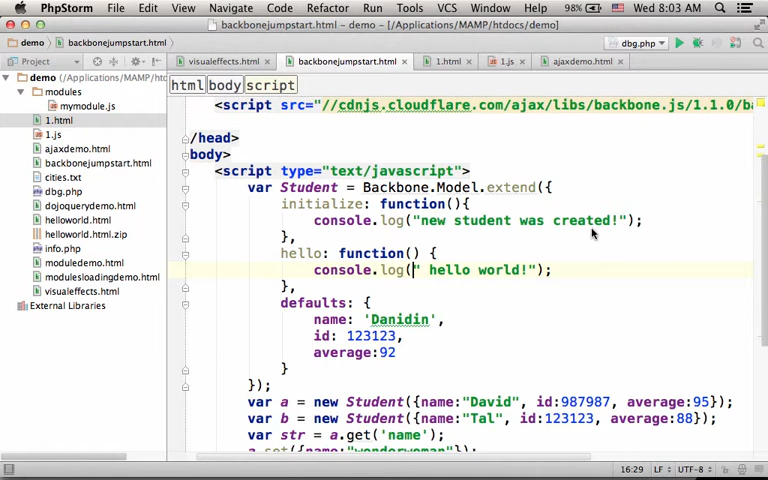 PhpStorm File Edit View Navigate Code Refactor Run Tools VCS Window 98% Wed 8:03 AM
backbonejumpstart.html - demo - [/Applications/MAMP/htdocs/demo]
demo backbonejumpstart.html dbg.php
Project visualeffects.html backbonejumpstart.html 1.html 1.js ajaxdemo.html
demo (/Applications/MAMP/ht
modules
mymodule.js
1.html
1.js
ajaxdemo.html
backbonejumpstart.html
cities.txt
dbg.php
dojoquerydemo.html
helloworld.html
helloworld.html.zip
info.php
moduledemo.html
modulesloadingdemo.html
visualeffects.html
External Libraries
html body script
<script src="//cdnjs.cloudflare.com/ajax/libs/backbone.js/1.1.0/ba
/head>
body>
<script type="text/javascript">
var Student = Backbone.Model.extend({
initialize: function(){
console.log("new student was created!");
},
hello: function() {
console.log(" hello world!");
},
defaults: {
name: 'Danidin',
id: 123123,
average:92
}
});
var a = new Student({name:"David", id:987987, average:95});
var b = new Student({name:"Tal", id:123123, average:88});
var str = a.get('name');
a.set({name:"wonderwoman"});
16:29 LF UTF-8